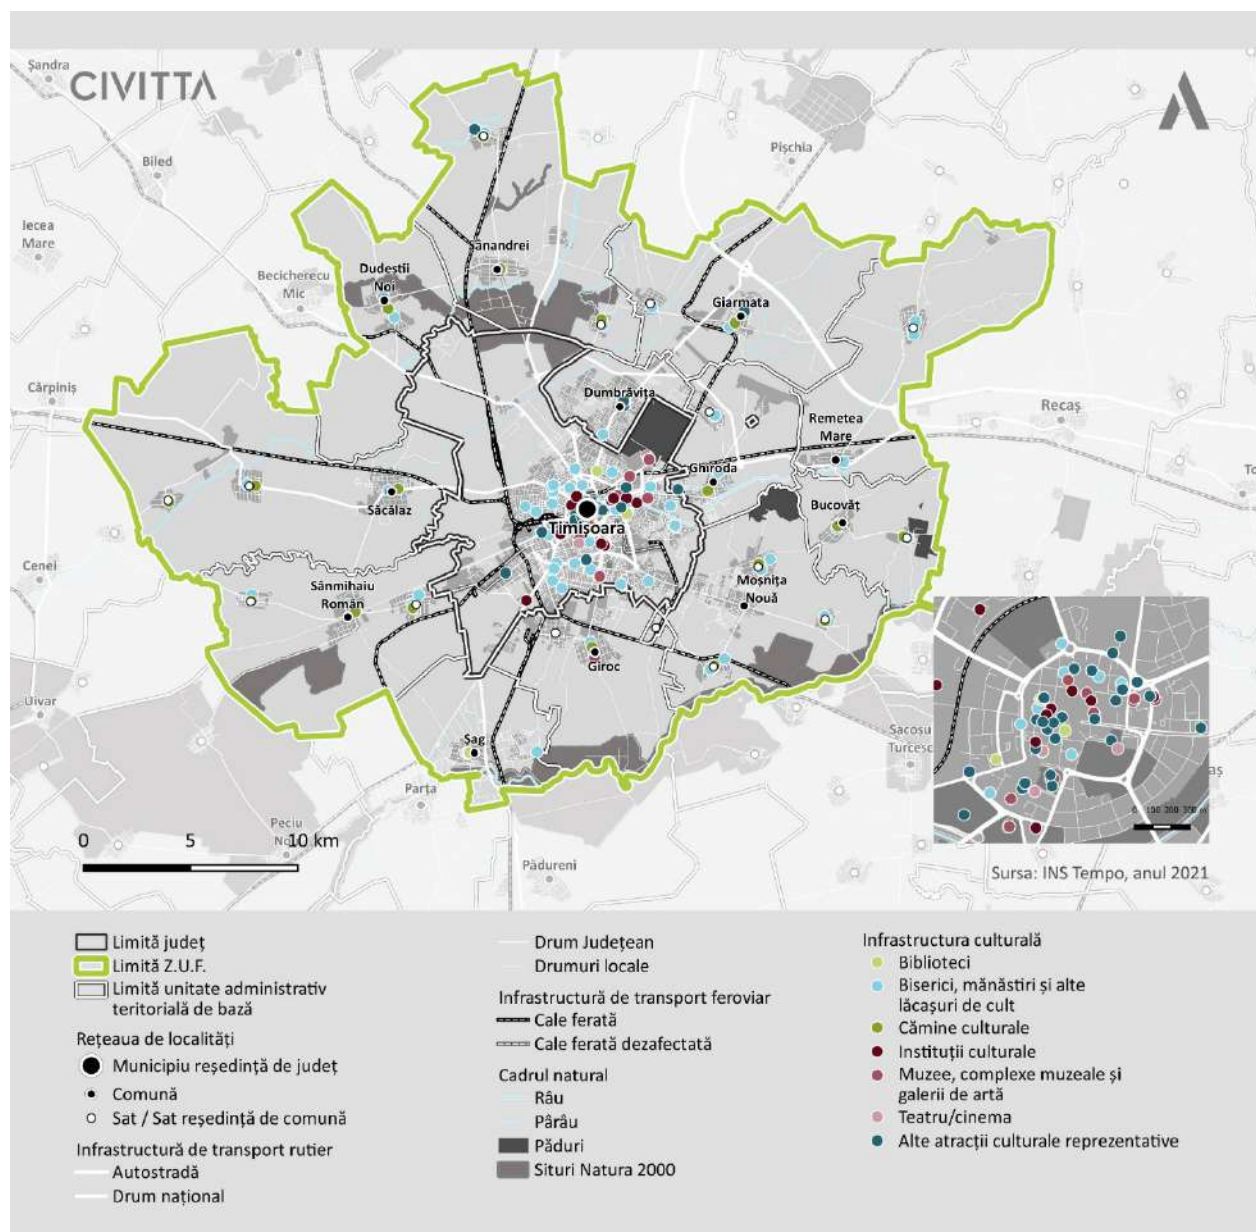 CIVITTA
Șandra
Biled
Pișchia
Iecea
Mare
Becicherecu
Mic
Dudeștii
Noi
Sânandrei
Giarmata
Cărpiniș
Dumbrăvița
Recaș
Remetea
Mare
Ghiroda
Săcălaz
Timișoara
Bucovăț
Cenei
Sânmihaiu
Român
Moșnița
Nouă
Giroc
Uivar
Șag
Sacoșu
Turcesc
Parța
Peciu
Pădureni
0 5 10 km
0 100 200 300 m
Sursa: INS Tempo, anul 2021
Limită județ
Limită Z.U.F.
Limită unitate administrativ
teritorială de bază
Rețeaua de localități
Municipiu reședință de județ
Comună
Sat / Sat reședință de comună
Infrastructură de transport rutier
Autostradă
Drum național
Drum Județean
Drumuri locale
Infrastructură de transport feroviar
Cale ferată
Cale ferată dezafectată
Cadrul natural
Râu
Pârâu
Păduri
Situri Natura 2000
Infrastructura culturală
Biblioteci
Biserici, mănăstiri și alte
lăcașuri de cult
Cămine culturale
Instituții culturale
Muzee, complexe muzeale și
galerii de artă
Teatru/cinema
Alte atracții culturale reprezentative